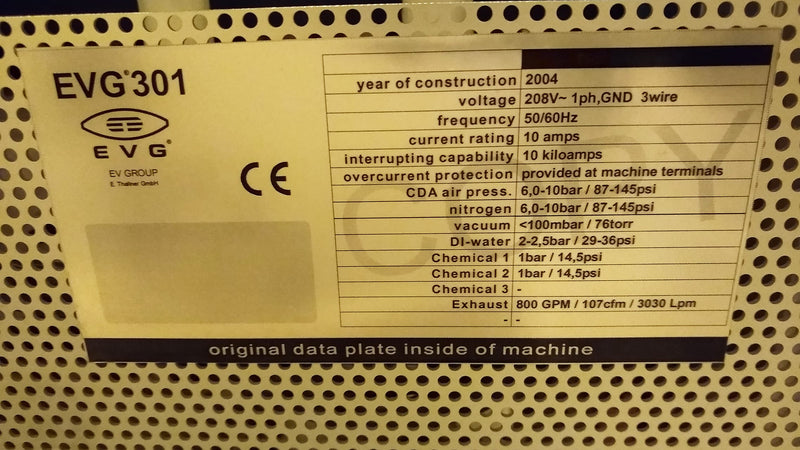 EVG®301
EVG®
EV GROUP
E. Thallner GmbH
CE
year of construction 2004
voltage 208V~ 1ph,GND 3wire
frequency 50/60Hz
current rating 10 amps
interrupting capability 10 kiloamps
overcurrent protection provided at machine terminals
CDA air press. 6,0-10bar / 87-145psi
nitrogen 6,0-10bar / 87-145psi
vacuum <100mbar / 76torr
DI-water 2-2,5bar / 29-36psi
Chemical 1 1bar / 14,5psi
Chemical 2 1bar / 14,5psi
Chemical 3 -
Exhaust 800 GPM / 107cfm / 3030 Lpm
- -
COPY
original data plate inside of machine